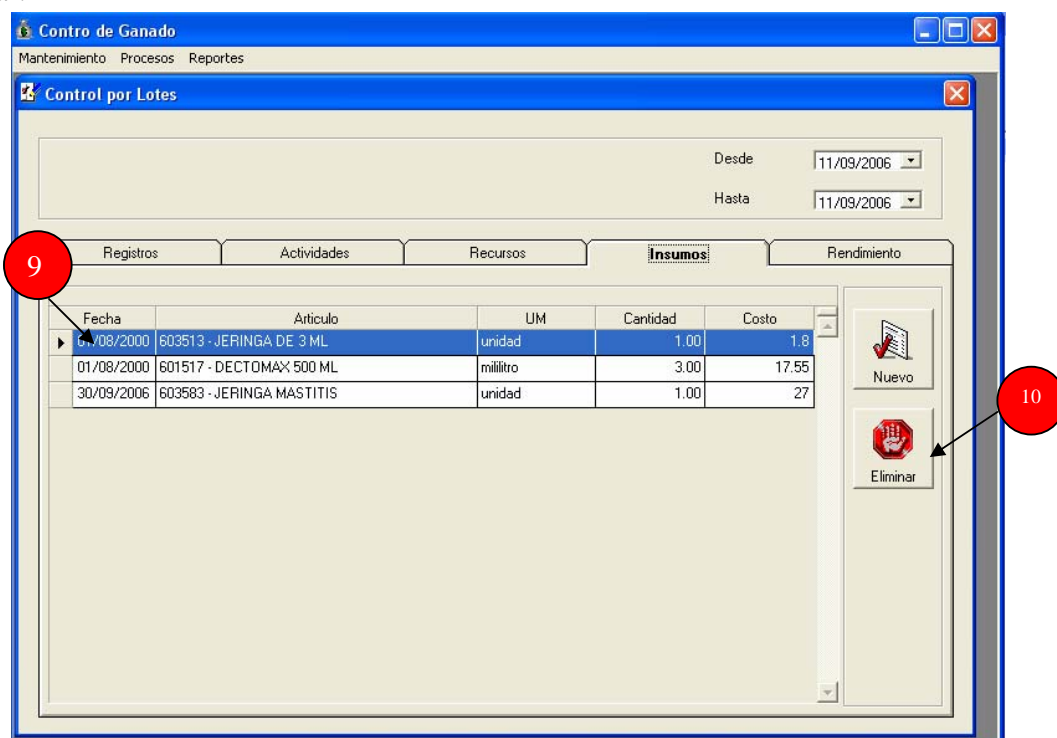 Contro de Ganado
Mantenimiento Procesos Reportes
Control por Lotes
Desde 11/09/2006
Hasta 11/09/2006
Registros Actividades Recursos Insumos Rendimiento
9
Fecha Articulo UM Cantidad Costo
01/08/2000 603513 - JERINGA DE 3 ML unidad 1.00 1.8
01/08/2000 601517 - DECTOMAX 500 ML mililitro 3.00 17.55
30/09/2006 603583 - JERINGA MASTITIS unidad 1.00 27
Nuevo
10
Eliminar